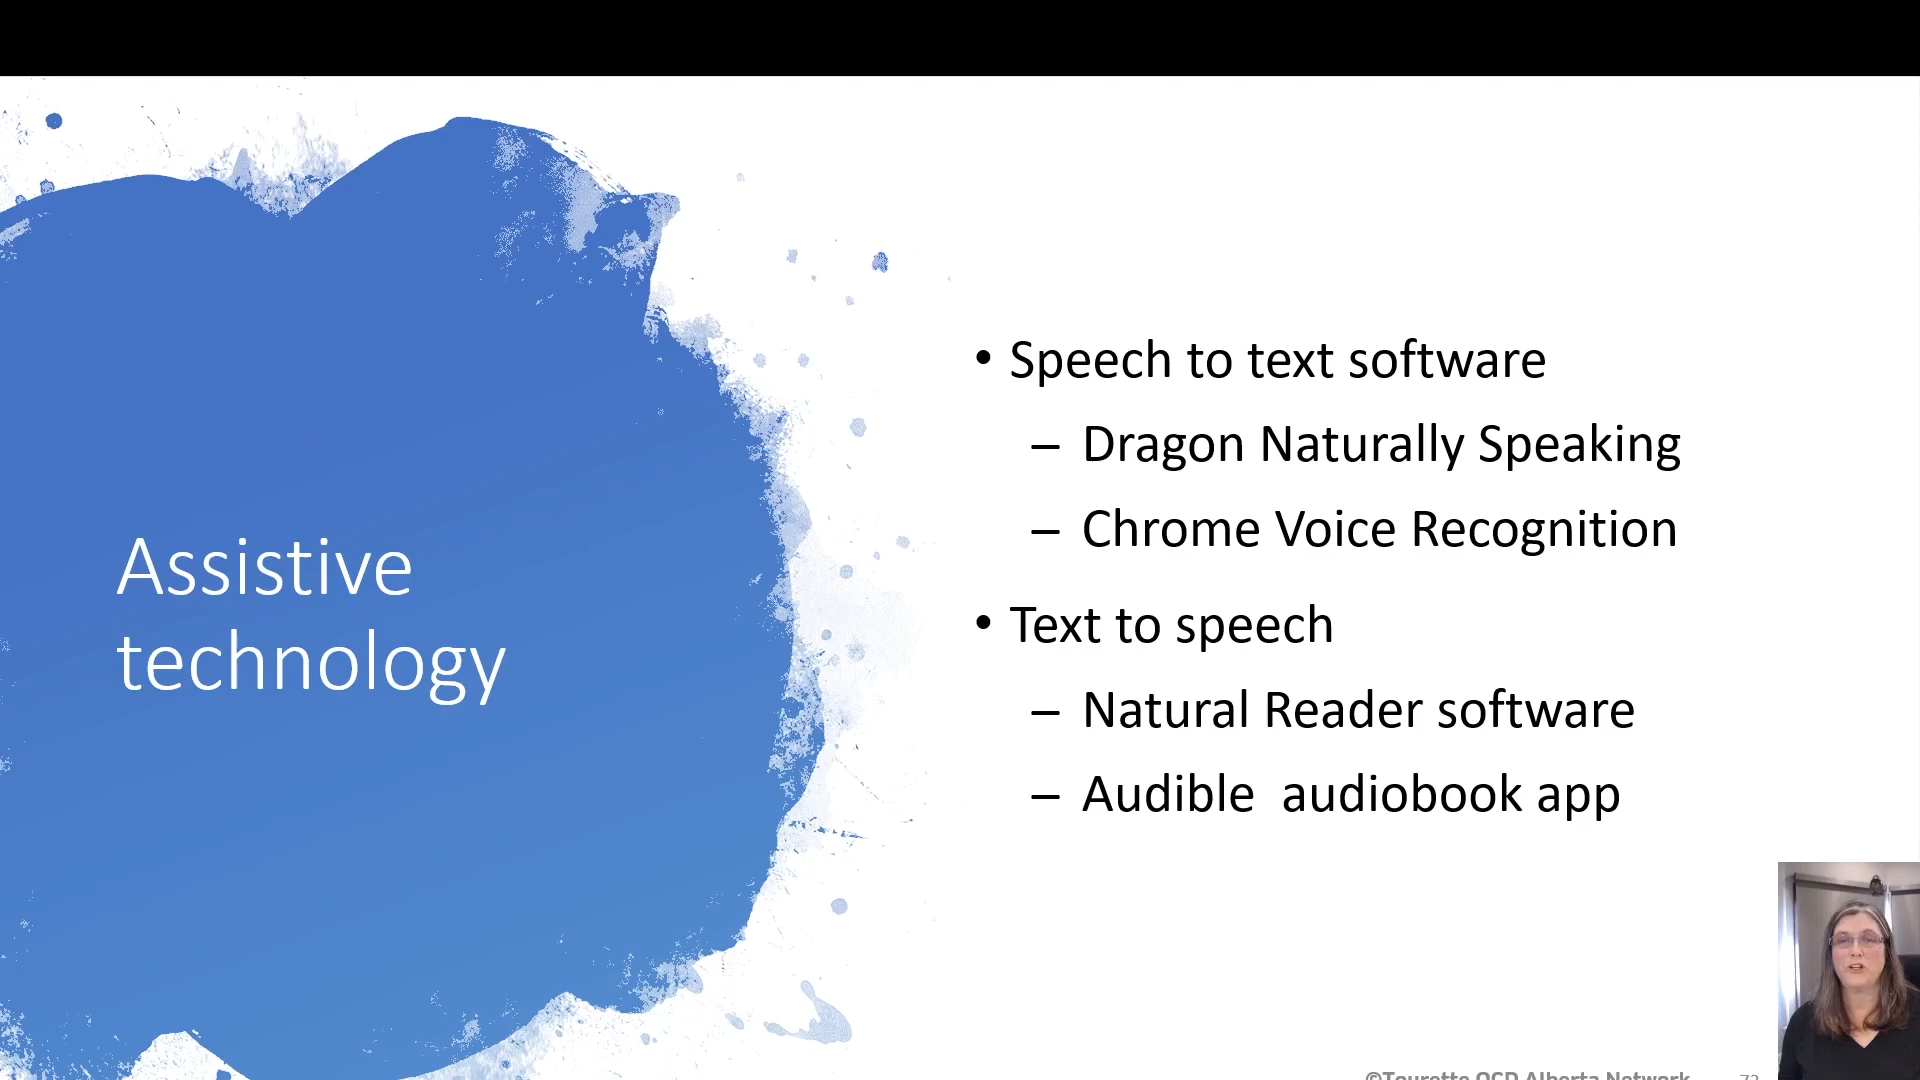 Assistive
technology
• Speech to text software
– Dragon Naturally Speaking
– Chrome Voice Recognition
• Text to speech
– Natural Reader software
– Audible  audiobook app
©Tourette OCD Alberta Network